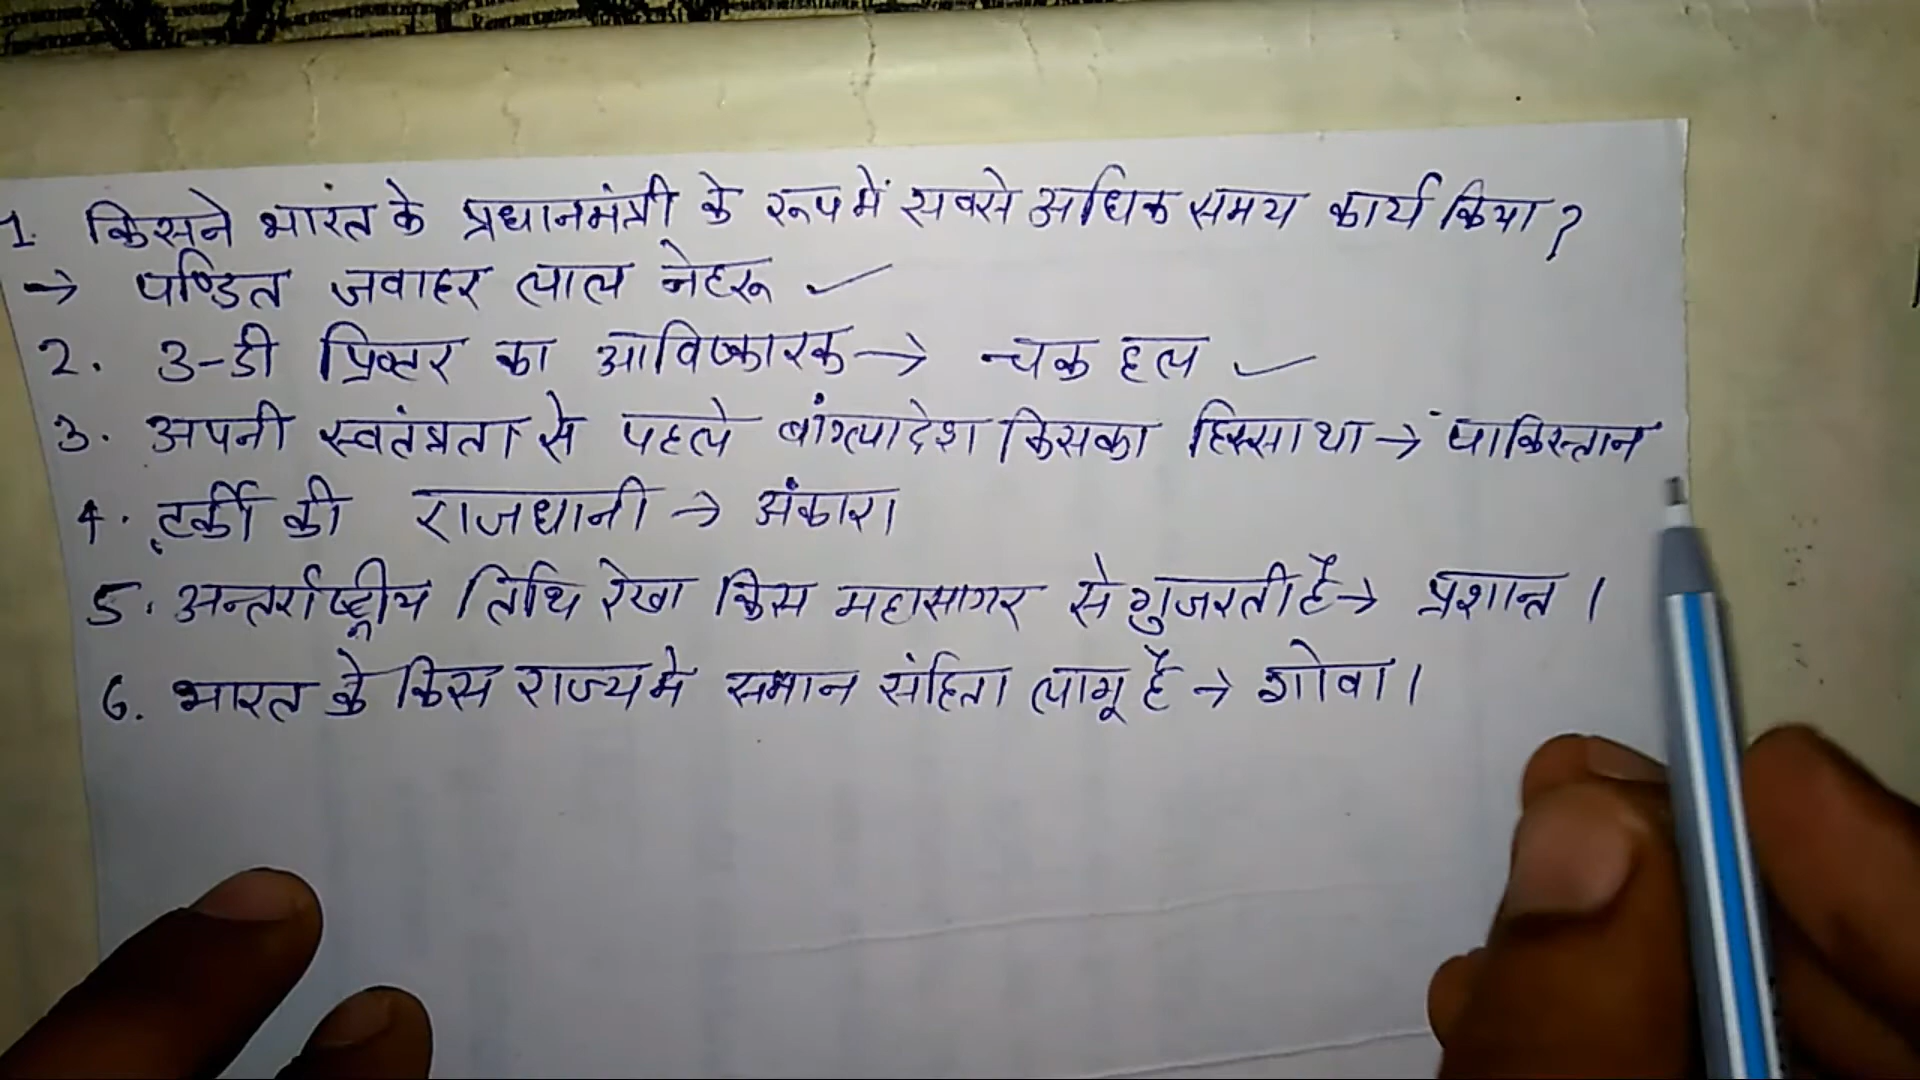 1. किसने भारंत के प्रधानमंत्री के रूप में सबसे अधिक समय कार्य किया?
→ पण्डित जवाहर लाल नेहरू ✓
2. 3-डी प्रिन्टर का आविष्कारक → चक हल ✓
3. अपनी स्वतंत्रता से पहले बांग्लादेश किसका हिस्सा था → पाकिस्तान
4. टर्की की राजधानी → अंकारा
5. अन्तर्राष्ट्रीय तिथि रेखा किस महासागर से गुजरती है → प्रशान्त ।
6. भारत के किस राज्य मे समान संहिता लागू है → गोवा।